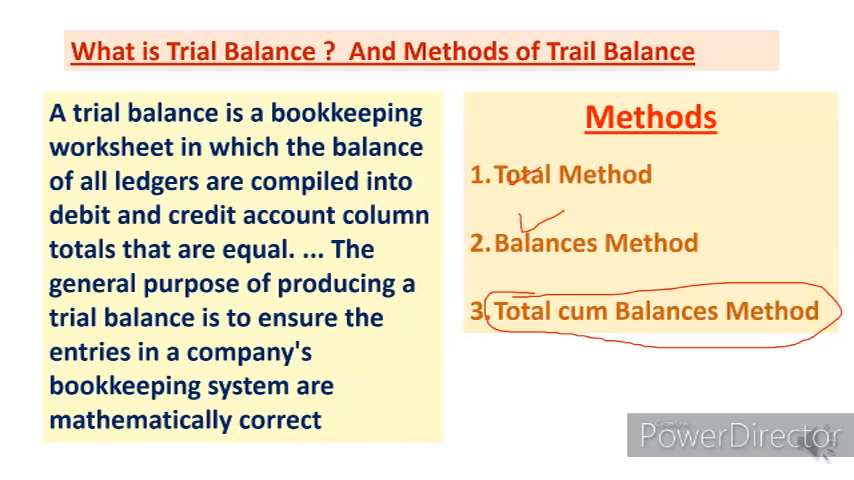 What is Trial Balance ? And Methods of Trail Balance
A trial balance is a bookkeeping
worksheet in which the balance
of all ledgers are compiled into
debit and credit account column
totals that are equal. ... The
general purpose of producing a
trial balance is to ensure the
entries in a company's
bookkeeping system are
mathematically correct
Methods
1. Total Method
2. Balances Method
3. Total cum Balances Method
CyberLink
PowerDirector